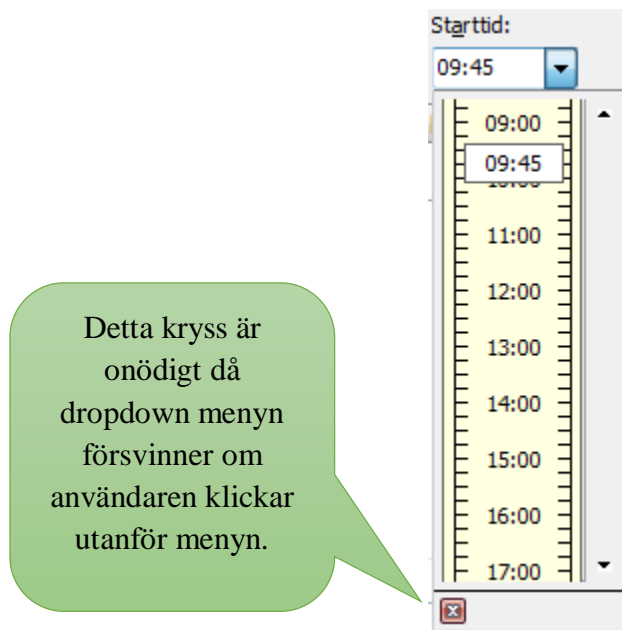 Starttid:
09:45
09:00
09:45
11:00
12:00
13:00
14:00
15:00
16:00
17:00
Detta kryss är
onödigt då
dropdown menyn
försvinner om
användaren klickar
utanför menyn.